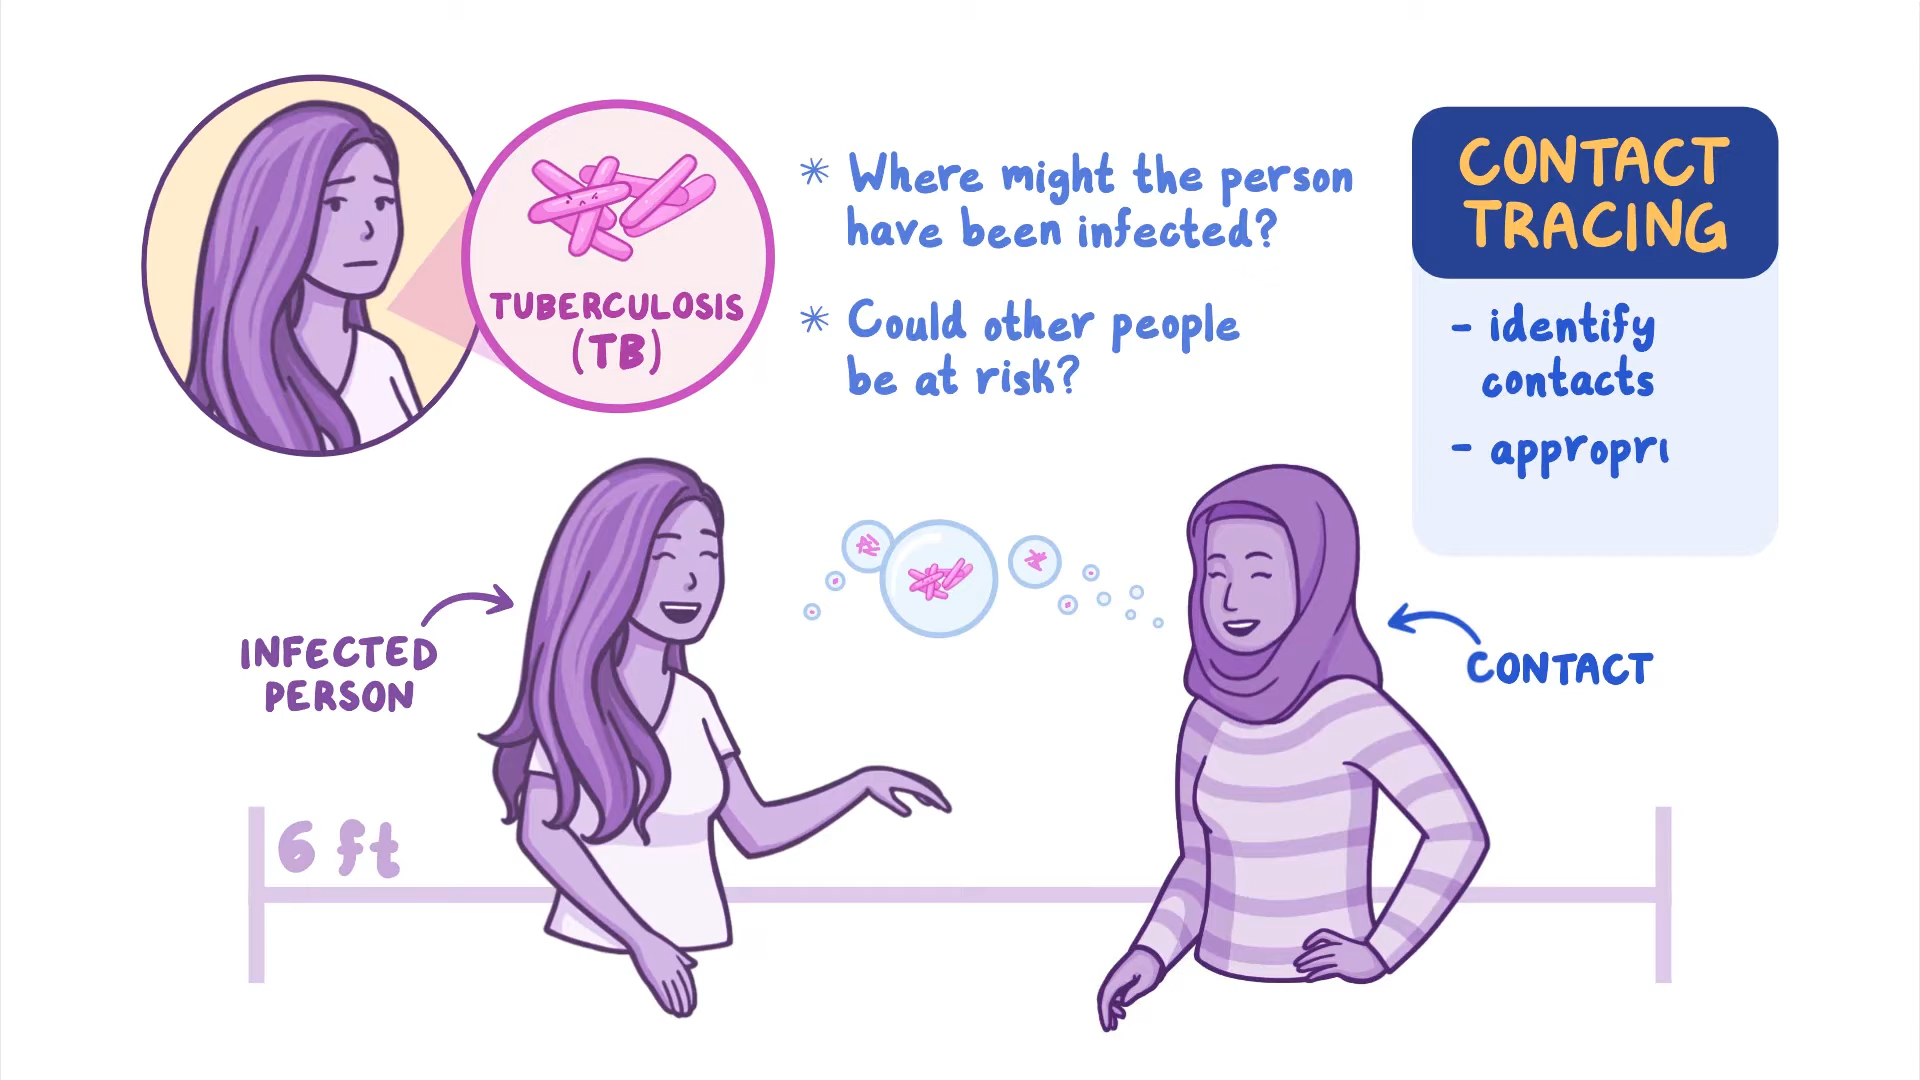 TUBERCULOSIS
(TB)
* Where might the person
have been infected?
* Could other people
be at risk?
CONTACT
TRACING
- identify
contacts
- appropri
INFECTED
PERSON
CONTACT
6 ft